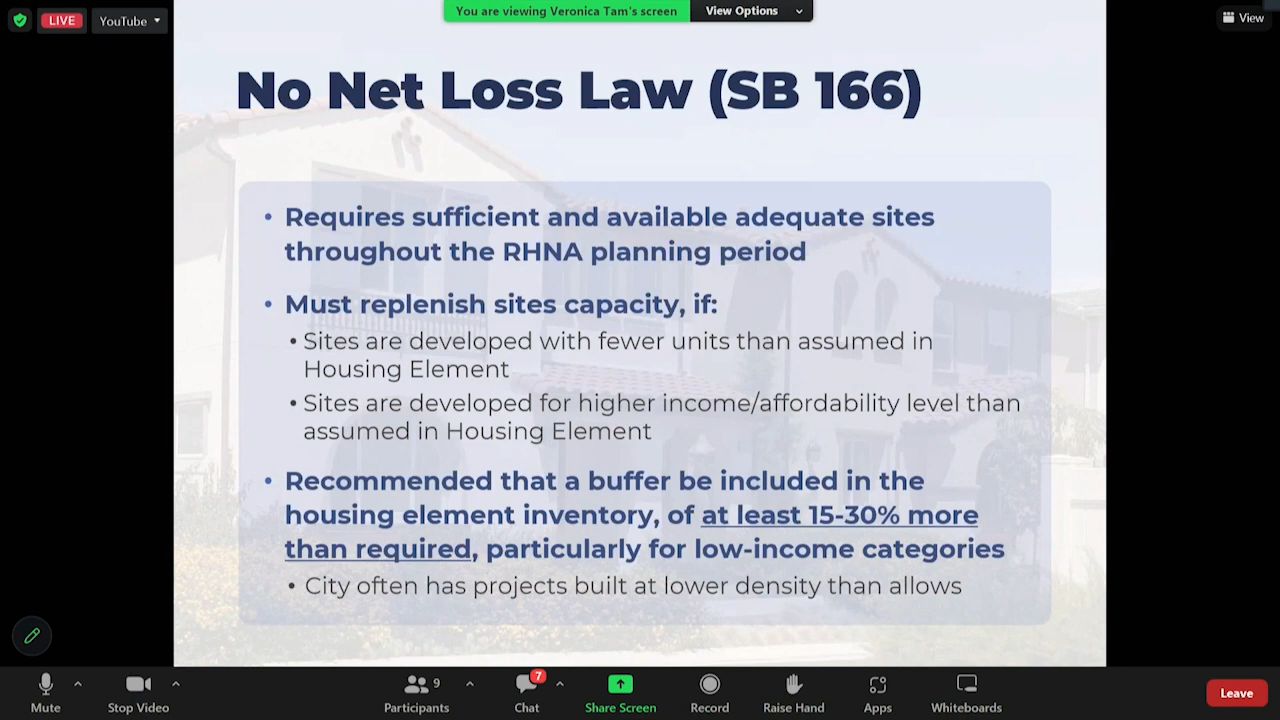 LIVE
YouTube
You are viewing Veronica Tam's screen
View Options
View
No Net Loss Law (SB 166)
• Requires sufficient and available adequate sites
throughout the RHNA planning period
• Must replenish sites capacity, if:
• Sites are developed with fewer units than assumed in
Housing Element
• Sites are developed for higher income/affordability level than
assumed in Housing Element
• Recommended that a buffer be included in the
housing element inventory, of at least 15-30% more
than required, particularly for low-income categories
• City often has projects built at lower density than allows
Mute
Stop Video
9
Participants
7
Chat
Share Screen
Record
Raise Hand
Apps
Whiteboards
Leave